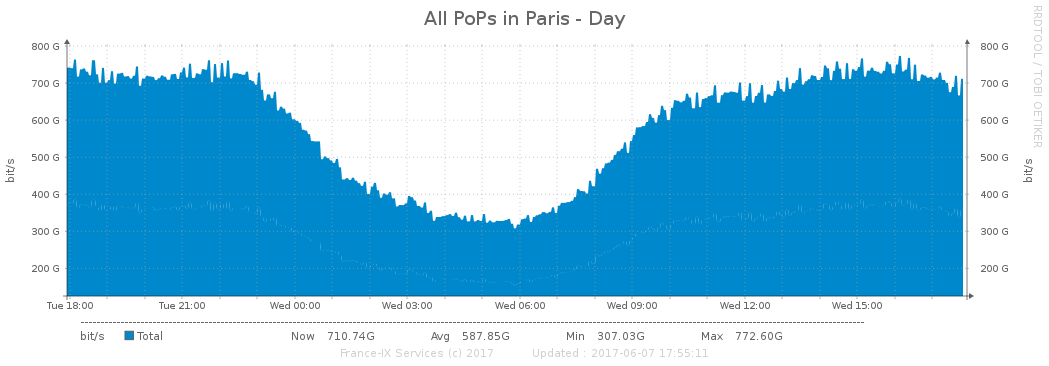 All PoPs in Paris - Day
RRDTOOL / TOBI OETIKER
800 G 800 G
700 G 700 G
600 G 600 G
500 G 500 G
400 G 400 G
300 G 300 G
200 G 200 G
bit/s bit/s
Tue 18:00 Tue 21:00 Wed 00:00 Wed 03:00 Wed 06:00 Wed 09:00 Wed 12:00 Wed 15:00
bit/s Total Now 710.74G Avg 587.85G Min 307.03G Max 772.60G
France-IX Services (c) 2017 Updated : 2017-06-07 17:55:11